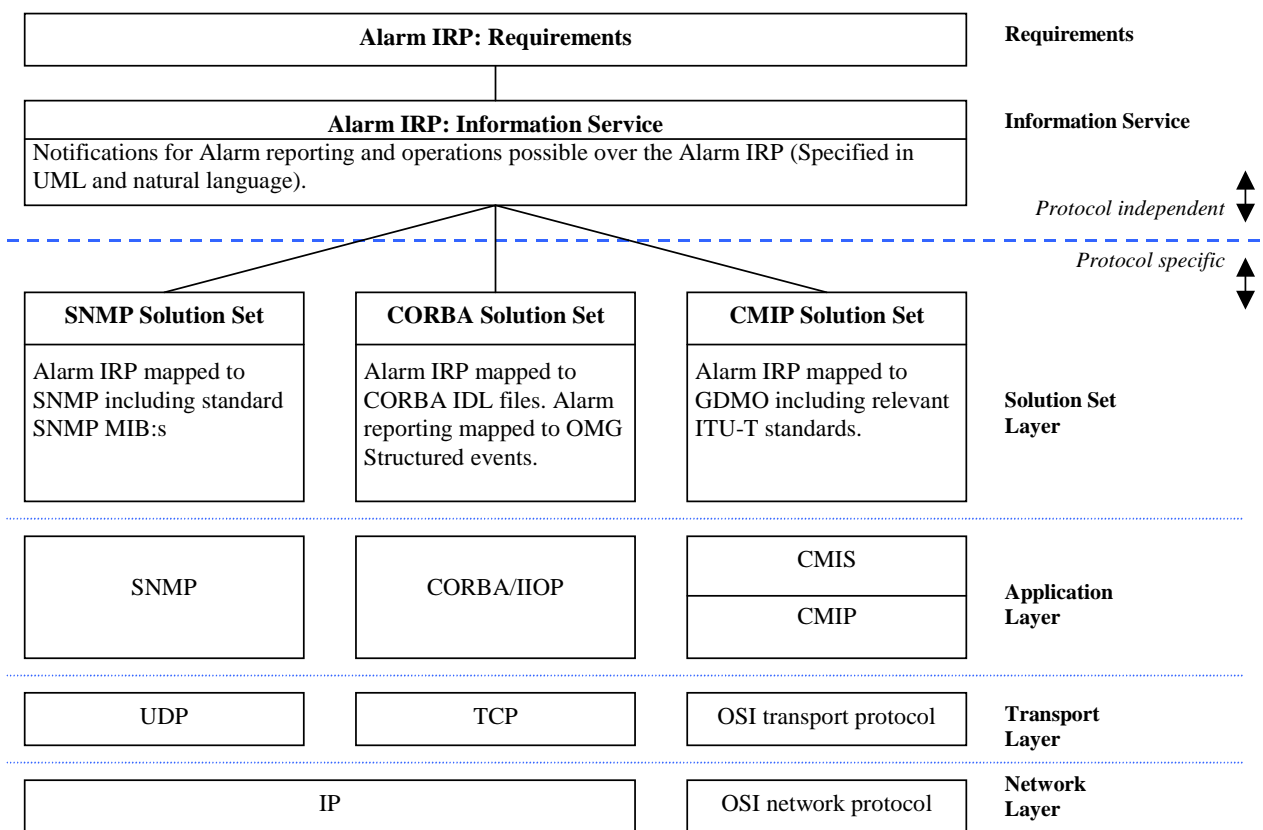 Alarm IRP: Requirements
Requirements
Alarm IRP: Information Service
Information Service
Notifications for Alarm reporting and operations possible over the Alarm IRP (Specified in
UML and natural language).
Protocol independent
Protocol specific
SNMP Solution Set
Alarm IRP mapped to
SNMP including standard
SNMP MIB:s
CORBA Solution Set
Alarm IRP mapped to
CORBA IDL files. Alarm
reporting mapped to OMG
Structured events.
CMIP Solution Set
Alarm IRP mapped to
GDMO including relevant
ITU-T standards.
Solution Set
Layer
SNMP
CORBA/IIOP
CMIS
CMIP
Application
Layer
UDP
TCP
OSI transport protocol
Transport
Layer
IP
OSI network protocol
Network
Layer